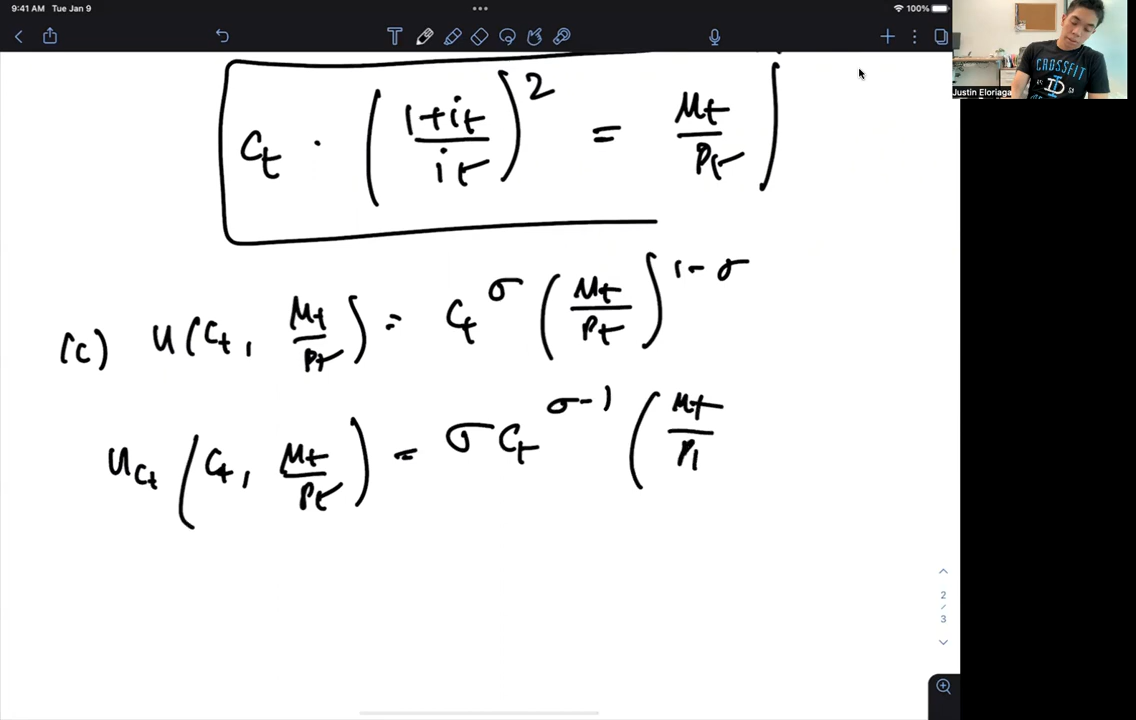 9:41 AM Tue Jan 9
100%
Justin Eloriaga
CROSSFIT
C_t · ((1+i_t)/(i_t))^2 = M_t/P_t
(c) u(C_t, M_t/P_t) = C_t^σ (M_t/P_t)^(1-σ)
u_{C_t}(C_t, M_t/P_t) = σ C_t^(σ-1) (M_t/P_t
2
/
3